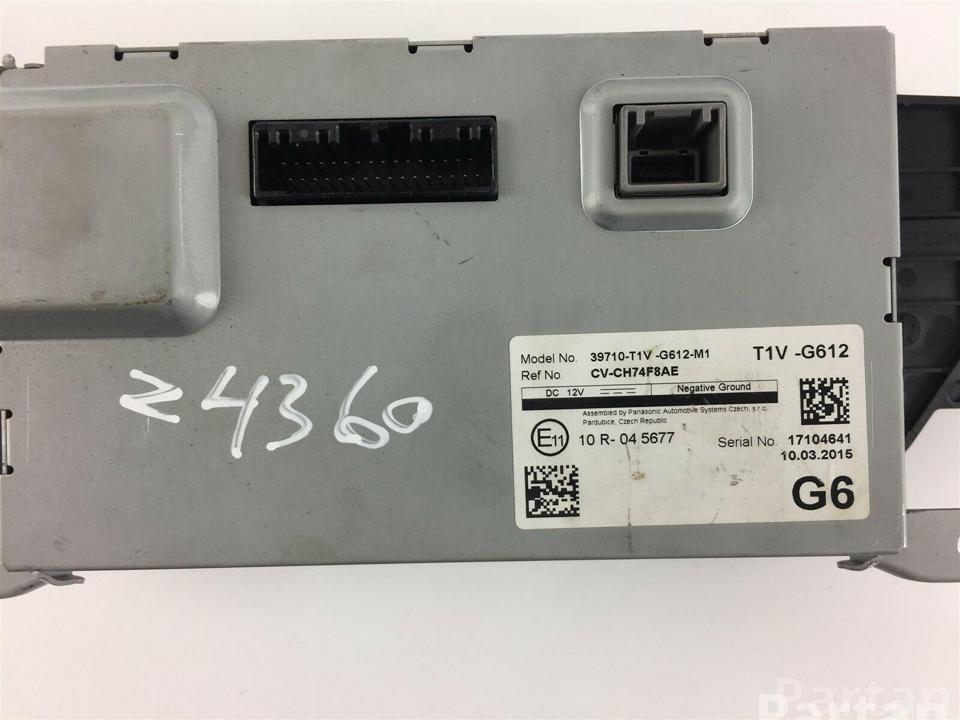 z4360
Model No. 39710-T1V -G612-M1 T1V -G612
Ref No. CV-CH74F8AE
DC 12V Negative Ground
Assembled by Panasonic Automotive Systems Czech, s.r.o.
Pardubice, Czech Republic
E11 10 R- 04 5677 Serial No. 17104641
10.03.2015
G6
Partan
Partan